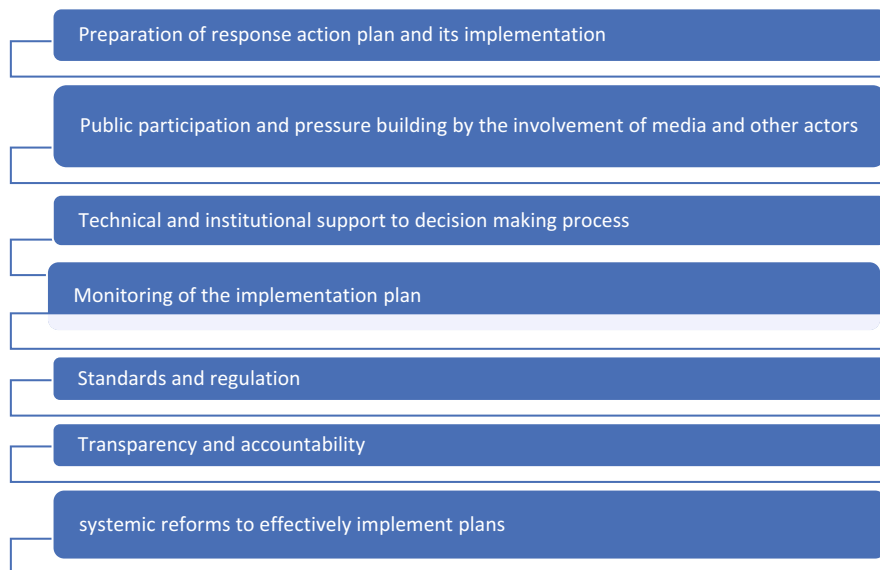 Preparation of response action plan and its implementation
Public participation and pressure building by the involvement of media and other actors
Technical and institutional support to decision making process
Monitoring of the implementation plan
Standards and regulation
Transparency and accountability
systemic reforms to effectively implement plans